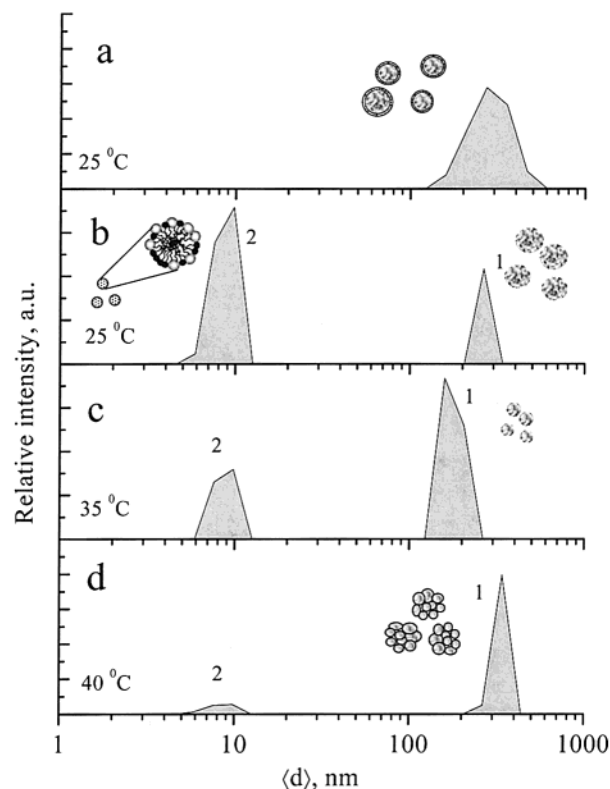 a
25 °C
b
2
1
25 °C
c
1
2
35 °C
d
1
2
40 °C
1
10
100
1000
Relative intensity, a.u.
⟨d⟩, nm